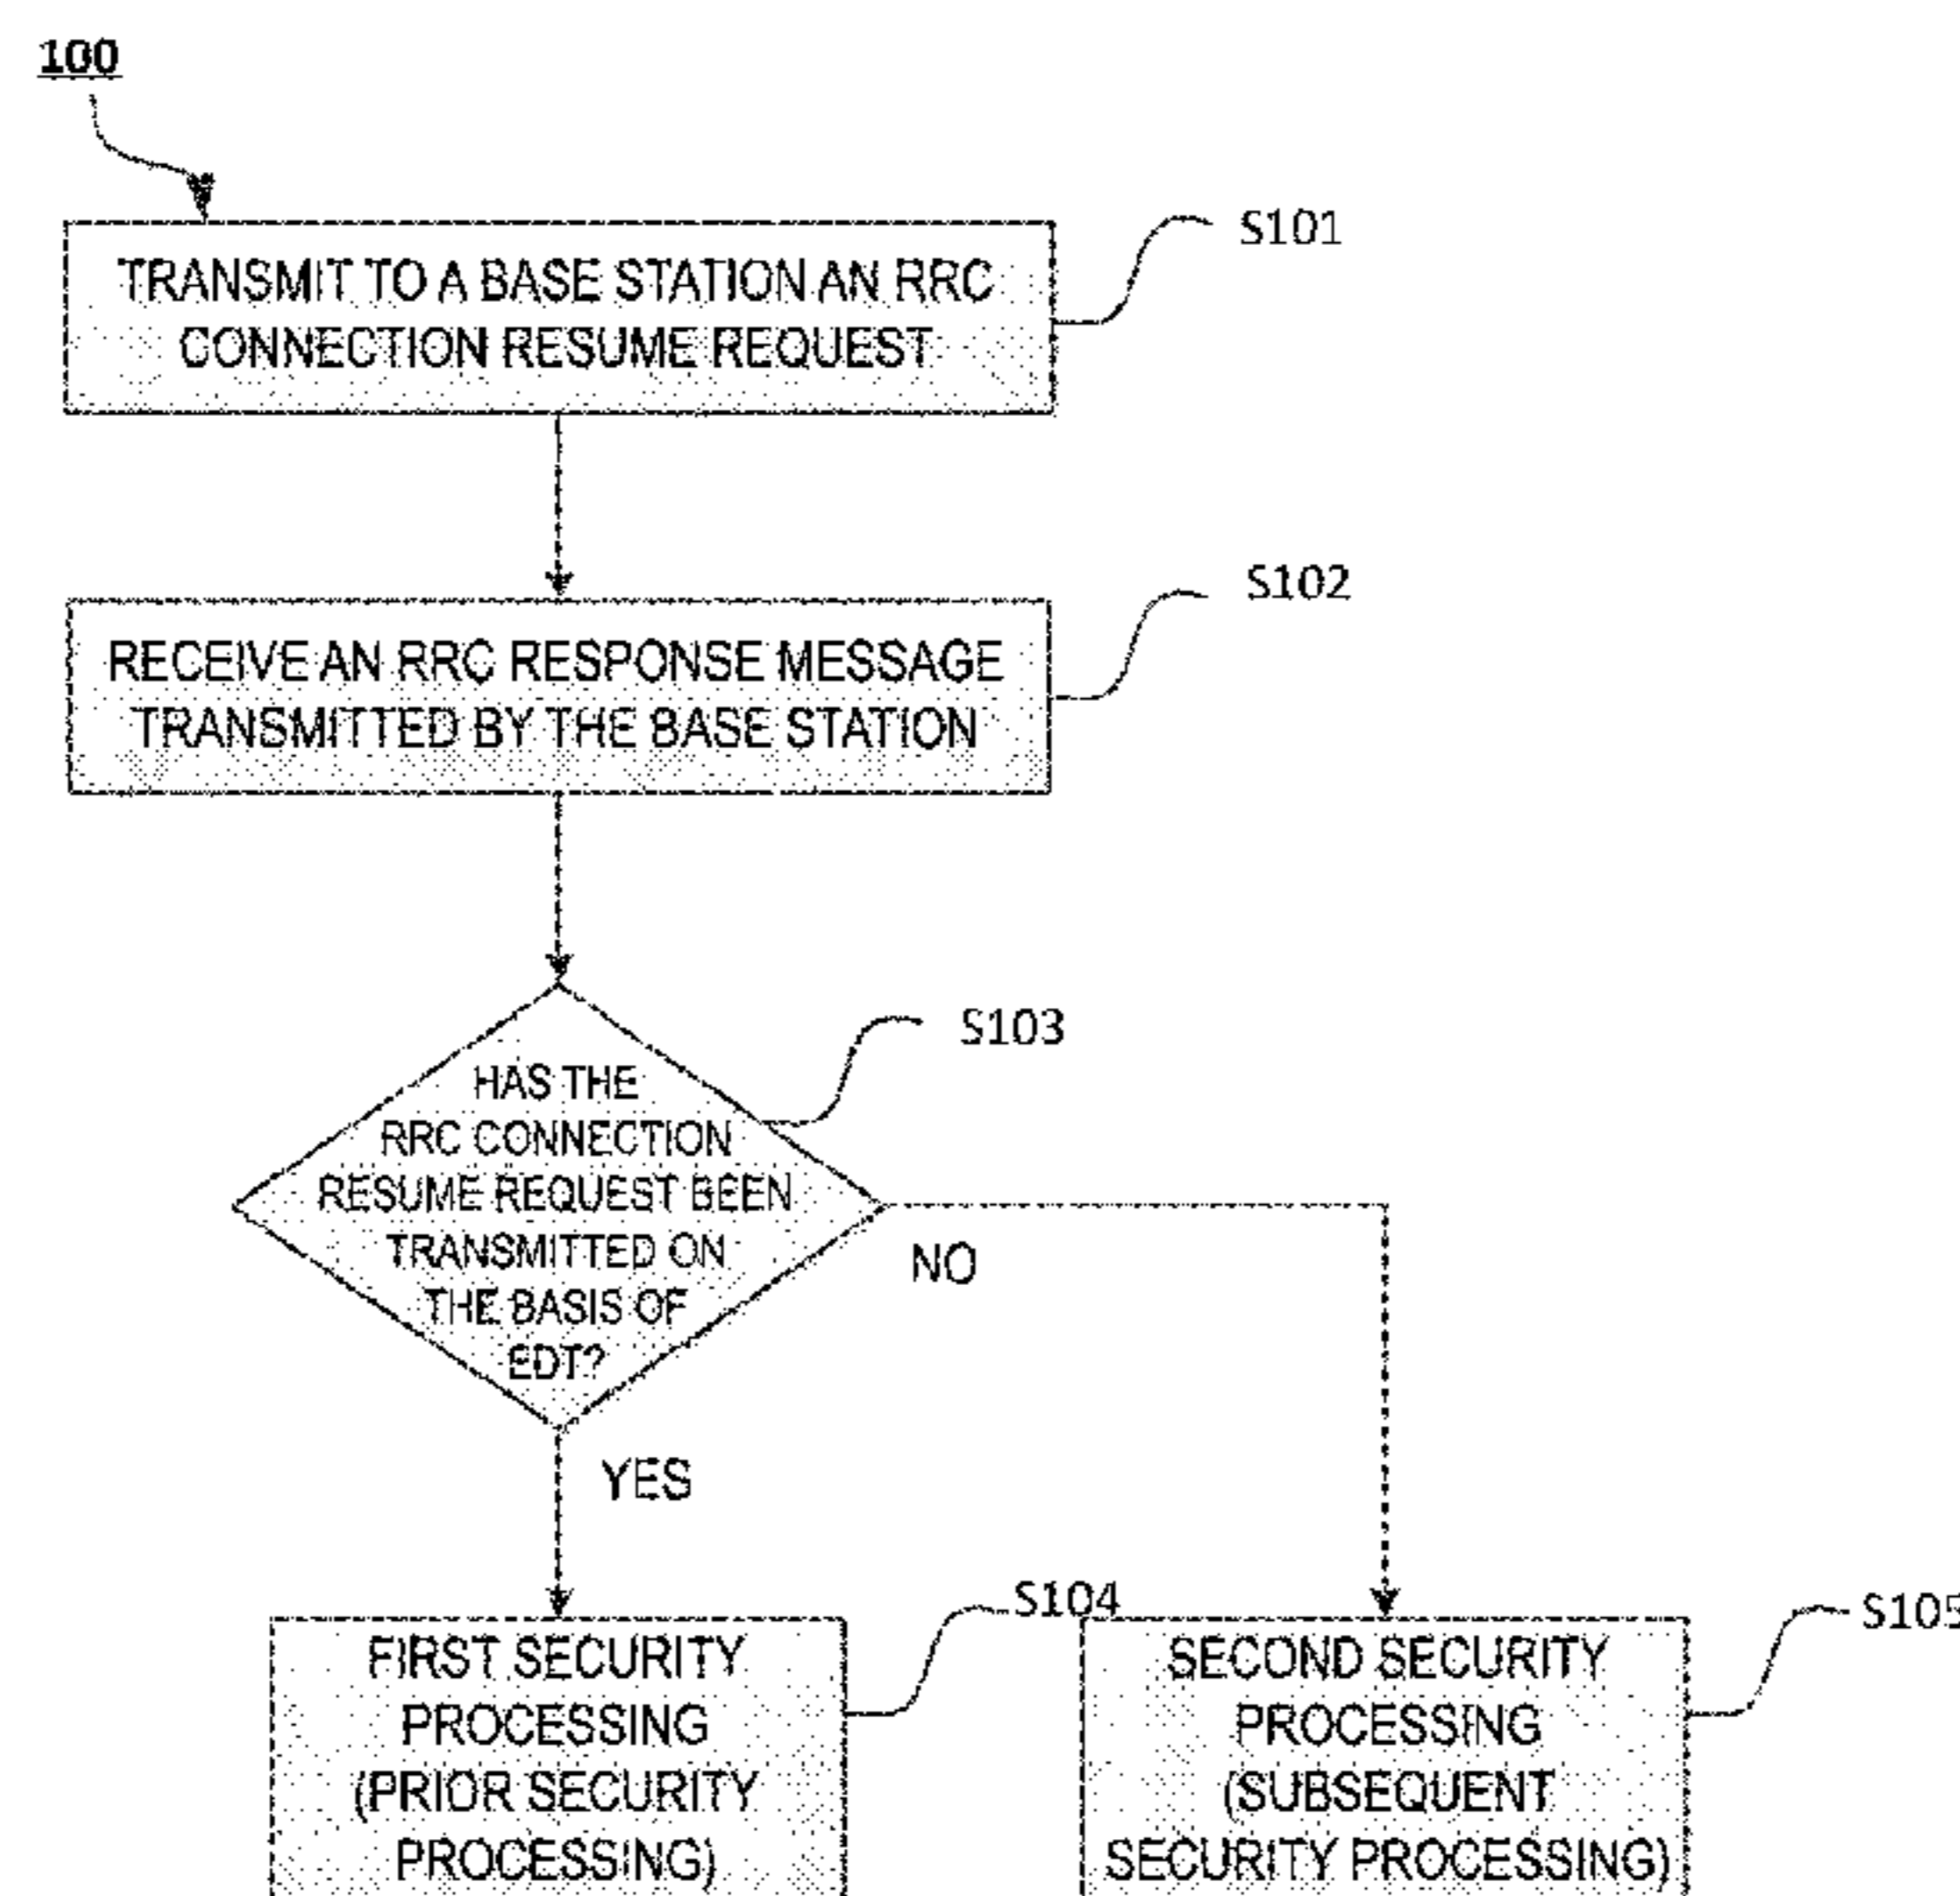 100
TRANSMIT TO A BASE STATION AN RRC
CONNECTION RESUME REQUEST
S101
RECEIVE AN RRC RESPONSE MESSAGE
TRANSMITTED BY THE BASE STATION
S102
HAS THE
RRC CONNECTION
RESUME REQUEST BEEN
TRANSMITTED ON
THE BASIS OF
EDT?
S103
NO
YES
FIRST SECURITY
PROCESSING
(PRIOR SECURITY
PROCESSING)
S104
SECOND SECURITY
PROCESSING
(SUBSEQUENT
SECURITY PROCESSING)
S105